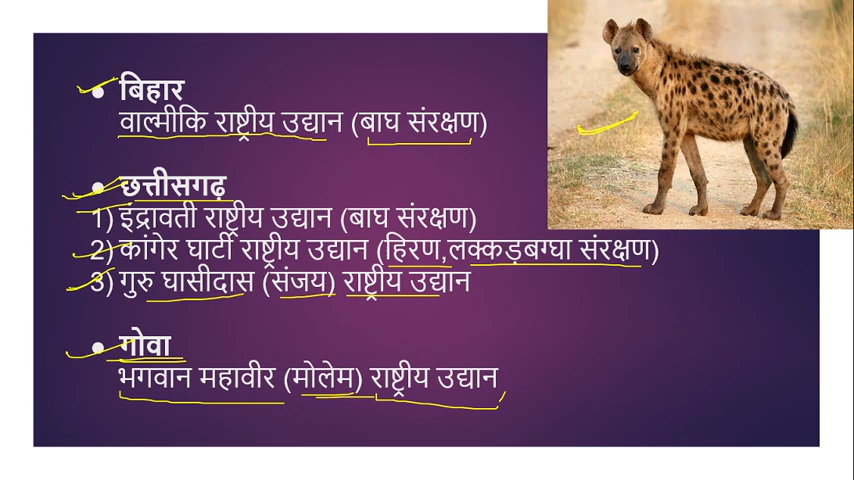 • बिहार
वाल्मीकि राष्ट्रीय उद्यान (बाघ संरक्षण)
• छत्तीसगढ़
1) इंद्रावती राष्ट्रीय उद्यान (बाघ संरक्षण)
2) कांगेर घाटी राष्ट्रीय उद्यान (हिरण,लक्कड़बग्घा संरक्षण)
3) गुरु घासीदास (संजय) राष्ट्रीय उद्यान
• गोवा
भगवान महावीर (मोलेम) राष्ट्रीय उद्यान